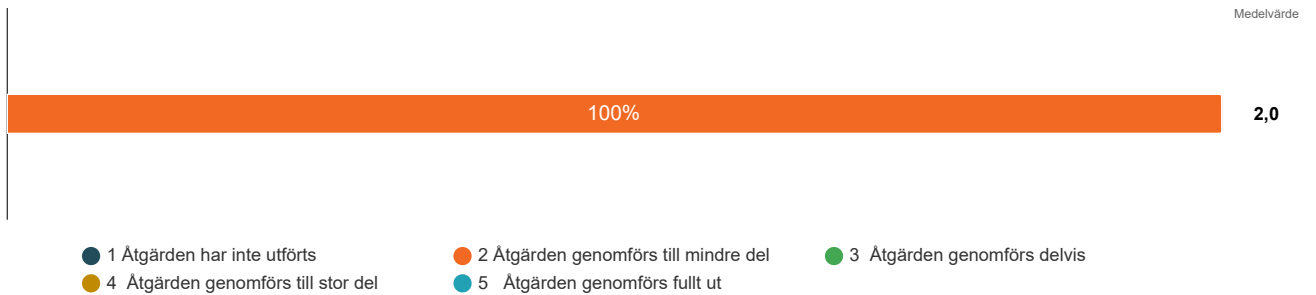 Medelvärde
100%
2,0
1 Åtgärden har inte utförts
2 Åtgärden genomförs till mindre del
3 Åtgärden genomförs delvis
4 Åtgärden genomförs till stor del
5 Åtgärden genomförs fullt ut